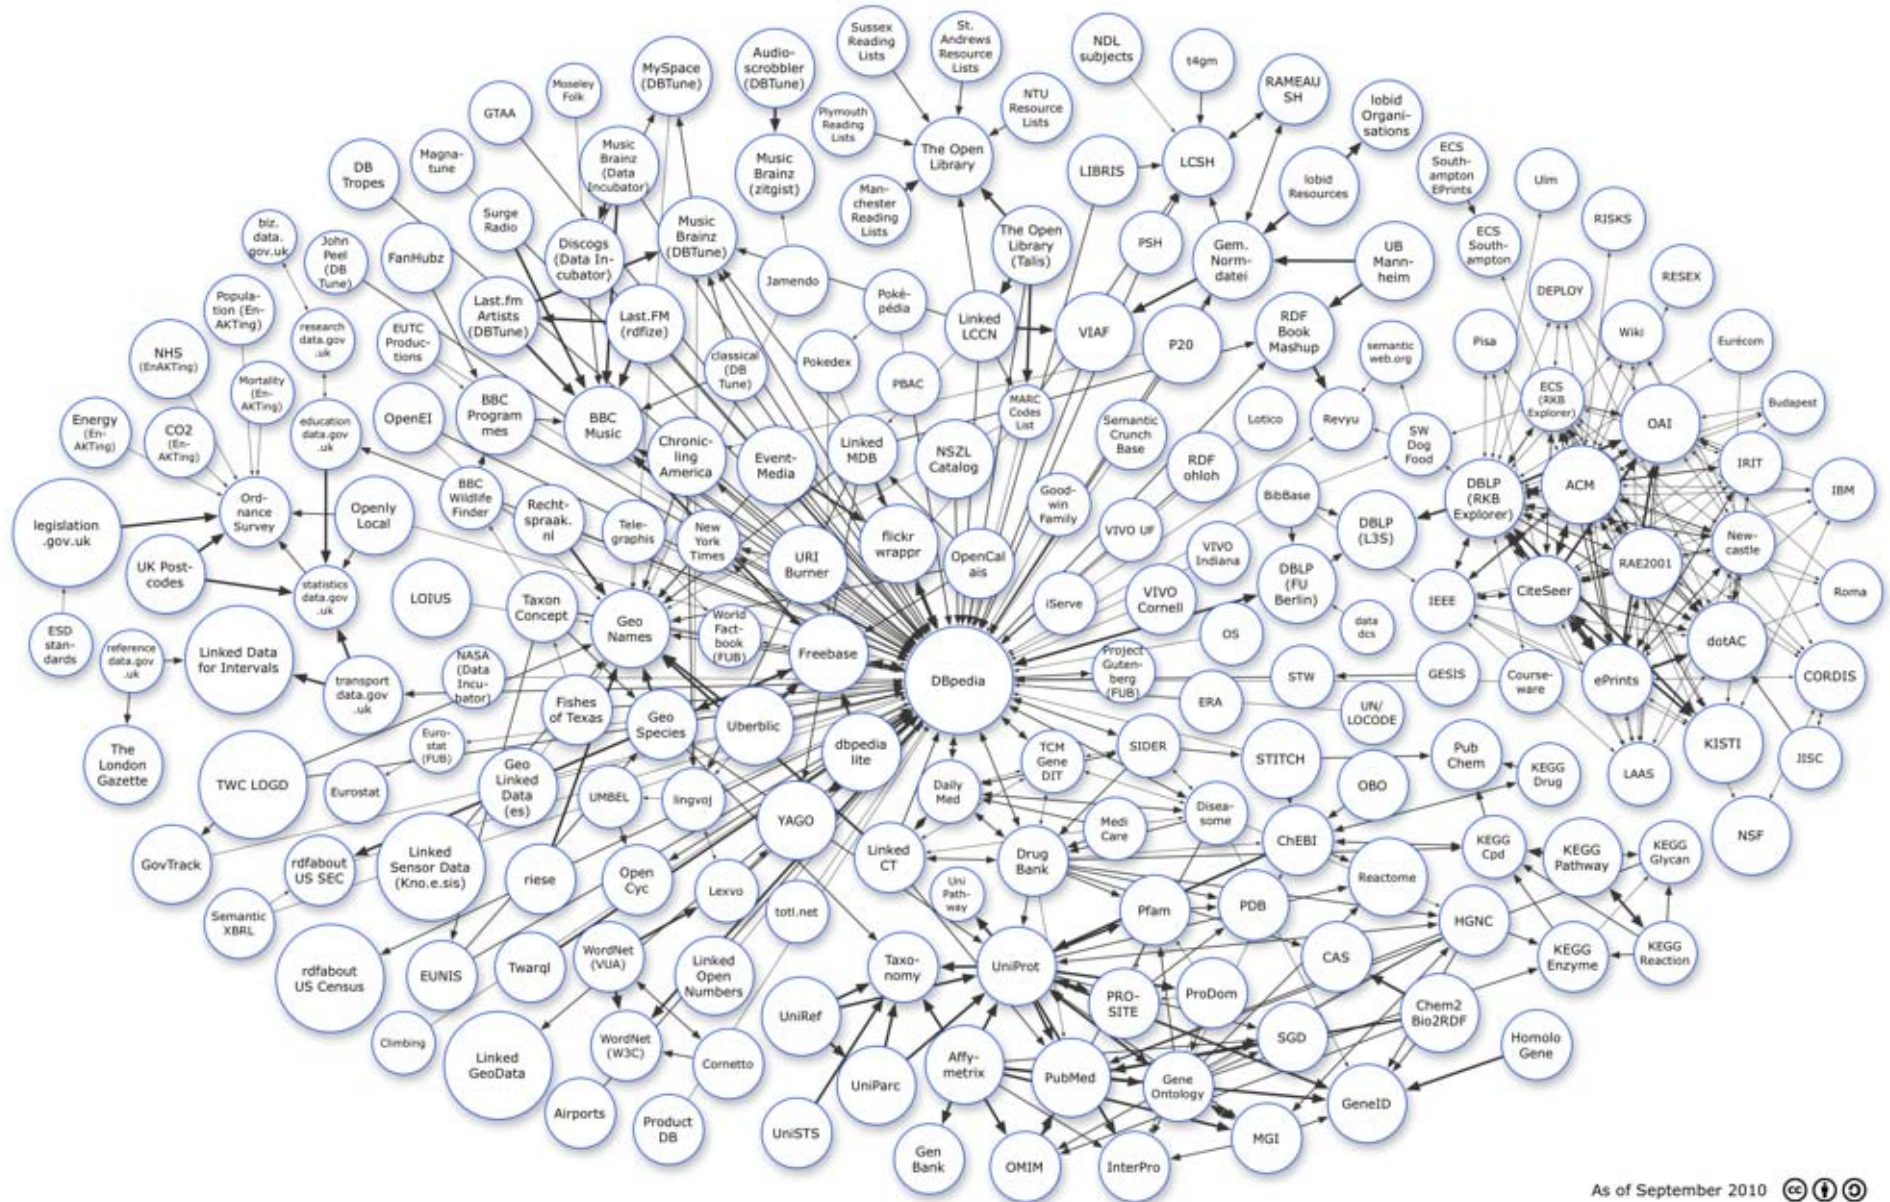 Sussex
Reading
Lists
St.
Andrews
Resource
Lists
NDL
subjects
t4gm
RAMEAU
SH
MySpace
(DBTune)
Audio-
scrobbler
(DBTune)
Moseley
Folk
GTAA
Plymouth
Reading
Lists
NTU
Resource
Lists
lobid
Organi-
sations
The Open
Library
LCSH
LIBRIS
ECS
South-
ampton
EPrints
Ulm
DB
Tropes
Magna-
tune
Music
Brainz
(Data
Incubator)
Music
Brainz
(zitgist)
Man-
chester
Reading
Lists
lobid
Resources
RISKS
biz.
data.
gov.uk
John
Peel
(DB
Tune)
FanHubz
Surge
Radio
Discogs
(Data In-
cubator)
Music
Brainz
(DBTune)
The Open
Library
(Talis)
PSH
Gem.
Norm-
datei
UB
Mann-
heim
ECS
South-
ampton
RESEX
Jamendo
Poké-
pédia
DEPLOY
Popula-
tion (En-
AKTing)
research
data.gov
.uk
Last.fm
Artists
(DBTune)
Last.FM
(rdfize)
Linked
LCCN
VIAF
P20
RDF
Book
Mashup
semantic
web.org
Pisa
Wiki
Eurécom
NHS
(EnAKTing)
EUTC
Produc-
tions
classical
(DB
Tune)
Pokedex
PBAC
Mortality
(En-
AKTing)
MARC
Codes
List
ECS
(RKB
Explorer)
OAI
Budapest
Energy
(En-
AKTing)
CO2
(En-
AKTing)
education
data.gov
.uk
OpenEI
BBC
Program
mes
BBC
Music
Chronic-
ling
America
Event-
Media
Linked
MDB
NSZL
Catalog
Semantic
Crunch
Base
RDF
ohloh
Lotico
Revyu
SW
Dog
Food
IRIT
IBM
legislation
.gov.uk
Ord-
nance
Survey
Openly
Local
BBC
Wildlife
Finder
Recht-
spraak.
nl
Tele-
graphis
New
York
Times
URI
Burner
flickr
wrappr
OpenCal
ais
Good-
win
Family
VIVO UF
VIVO
Indiana
BibBase
DBLP
(L3S)
DBLP
(RKB
Explorer)
ACM
New-
castle
UK Post-
codes
statistics
data.gov
.uk
LOIUS
Taxon
Concept
Geo
Names
World
Fact-
book
(FUB)
Freebase
iServe
VIVO
Cornell
DBLP
(FU
Berlin)
IEEE
CiteSeer
RAE2001
Roma
ESD
stan-
dards
reference
data.gov
.uk
Linked Data
for Intervals
transport
data.gov
.uk
NASA
(Data
Incu-
bator)
DBpedia
Project
Guten-
berg
(FUB)
OS
data
dcs
dotAC
STW
GESIS
Course-
ware
ePrints
CORDIS
Fishes
of Texas
Geo
Species
Uberblic
ERA
UN/
LOCODE
The
London
Gazette
TWC LOGD
Euro-
stat
(FUB)
Eurostat
Geo
Linked
Data
(es)
dbpedia
lite
TCM
Gene
DIT
SIDER
STITCH
Pub
Chem
KEGG
Drug
LAAS
KISTI
JISC
UMBEL
lingvoj
YAGO
Daily
Med
Medi
Care
Disea-
some
OBO
NSF
GovTrack
rdfabout
US SEC
Linked
Sensor Data
(Kno.e.sis)
riese
Open
Cyc
Lexvo
Linked
CT
Drug
Bank
ChEBI
KEGG
Cpd
KEGG
Pathway
KEGG
Glycan
Reactome
Semantic
XBRL
totl.net
Uni
Path-
way
Pfam
PDB
HGNC
rdfabout
US Census
EUNIS
Twarql
WordNet
(VUA)
Linked
Open
Numbers
Taxo-
nomy
UniProt
CAS
KEGG
Enzyme
KEGG
Reaction
PRO-
SITE
ProDom
Chem2
Bio2RDF
Climbing
Linked
GeoData
WordNet
(W3C)
Cornetto
UniRef
UniParc
Affy-
metrix
PubMed
Gene
Ontology
SGD
Homolo
Gene
GeneID
Airports
Product
DB
UniSTS
Gen
Bank
OMIM
InterPro
MGI
As of September 2010
cc